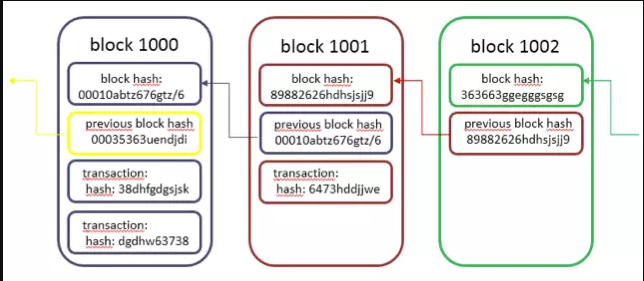 block 1000
block hash:
00010abtz676gtz/6
previous block hash
00035363uendjdi
transaction:
hash: 38dhfgdgsjsk
transaction:
hash: dgdhw63738
block 1001
block hash:
89882626hdhsjsjj9
previous block hash
00010abtz676gtz/6
transaction:
hash: 6473hddjjwe
block 1002
block hash:
363663ggegggsgsg
previous block hash
89882626hdhsjsjj9